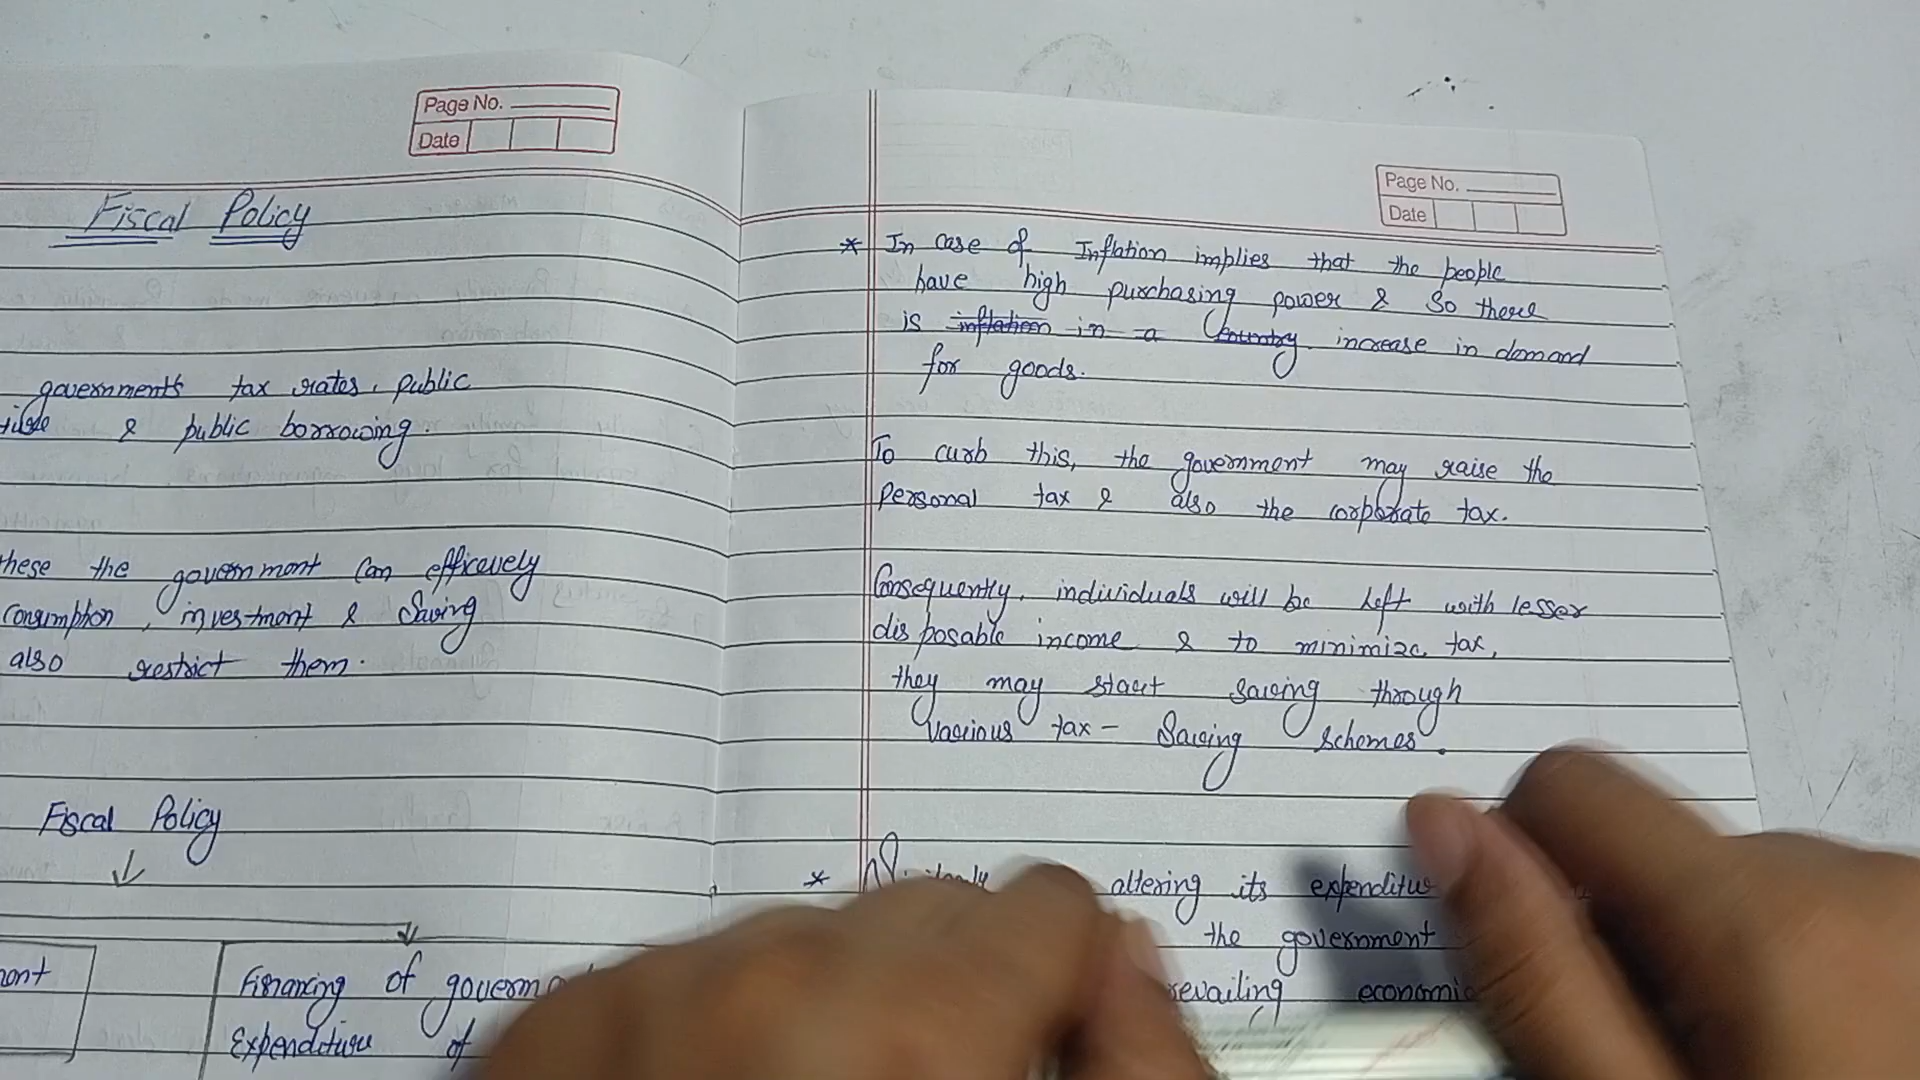 Page No.
Date
Fiscal Policy
governments tax rates, public
& public borrowing.
these the government can efficevely
consumption, investment & Saving
also restrict them.
Fiscal Policy
Financing of
Expenditure of
Page No.
Date
* In case of Inflation implies that the people
have high purchasing power & so there
is inflation in a Country increase in demand
for goods.
To curb this, the government may raise the
Personal tax & also the corporate tax.
Consequently, individuals will be left with lesser
disposable income & to minimize tax,
they may start saving through
Various tax - Saving schemes.
* altering its
the government